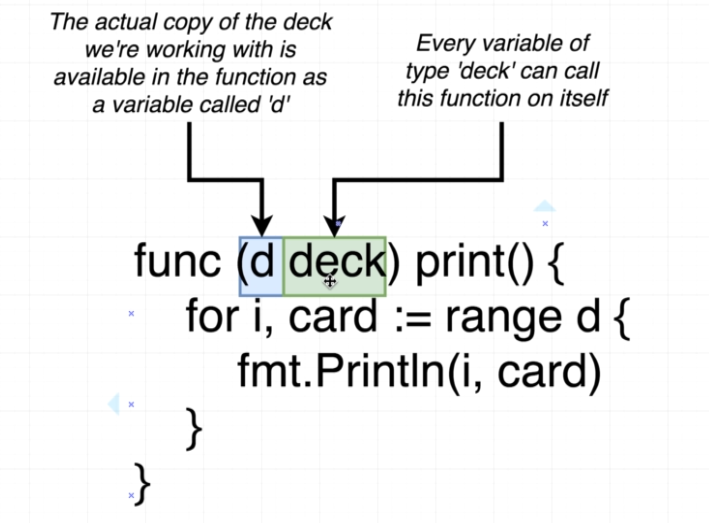 The actual copy of the deck
we're working with is
available in the function as
a variable called 'd'
Every variable of
type 'deck' can call
this function on itself
func (d deck) print() {
for i, card := range d {
fmt.Println(i, card)
}
}